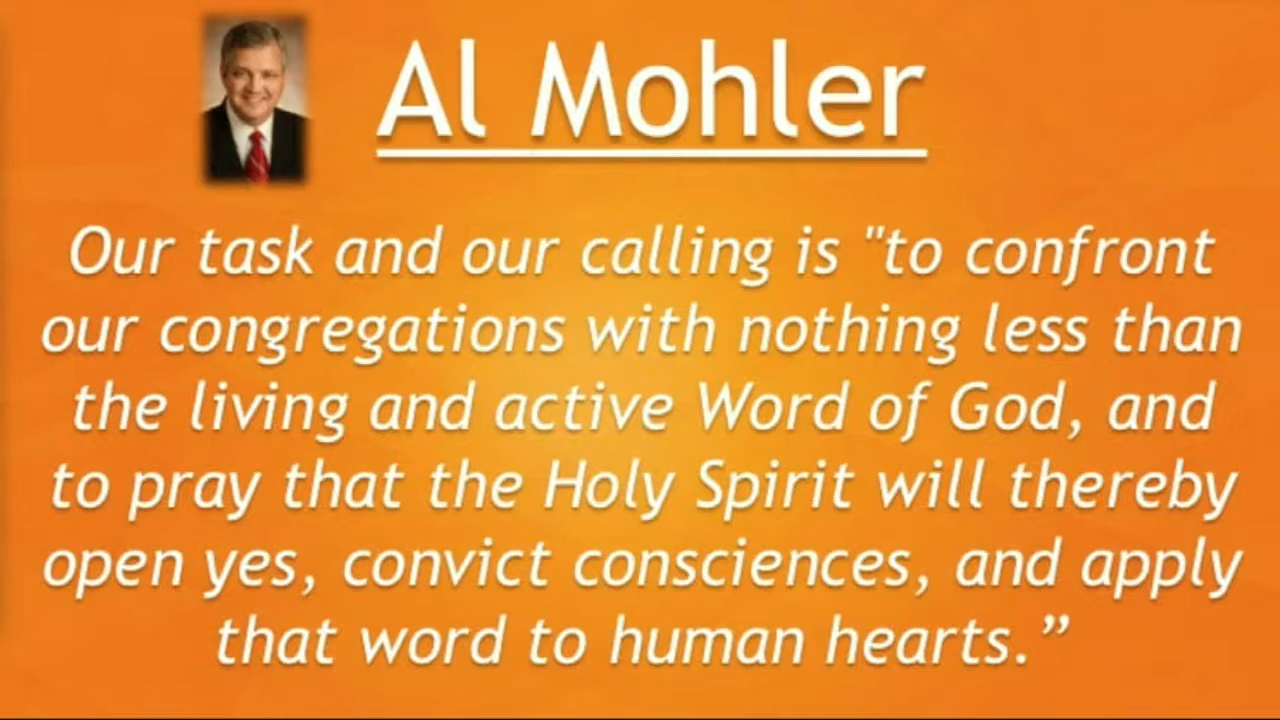 Al Mohler
Our task and our calling is "to confront
our congregations with nothing less than
the living and active Word of God, and
to pray that the Holy Spirit will thereby
open yes, convict consciences, and apply
that word to human hearts.”